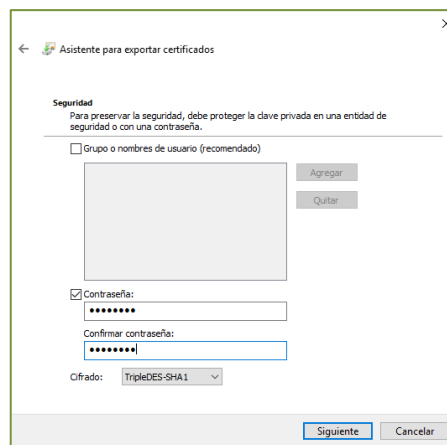 Asistente para exportar certificados
Seguridad
Para preservar la seguridad, debe proteger la clave privada en una entidad de
seguridad o con una contraseña.
Grupo o nombres de usuario (recomendado)
Agregar
Quitar
Contraseña:
••••••••
Confirmar contraseña:
••••••••
Cifrado: TripleDES-SHA1
Siguiente Cancelar